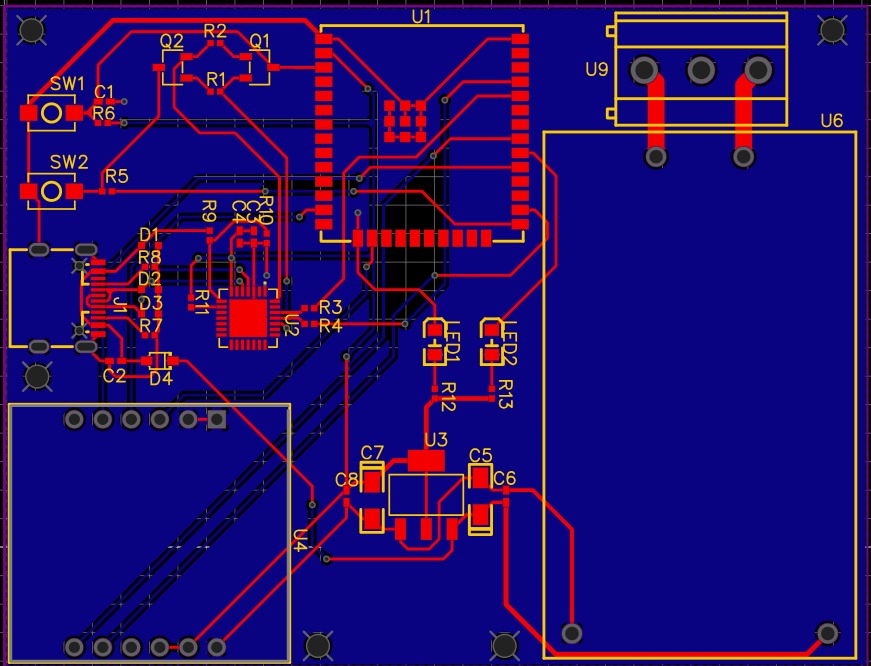 U1
R2
Q2
Q1
U9
R1
SW1
C1
R6
U6
SW2
R5
R9
C4
C3
R10
D1
R8
D2
J1
D3
R7
R11
U2
R3
R4
LED1
LED2
C2
D4
R12
R13
U3
C7
C5
C8
C6
U4